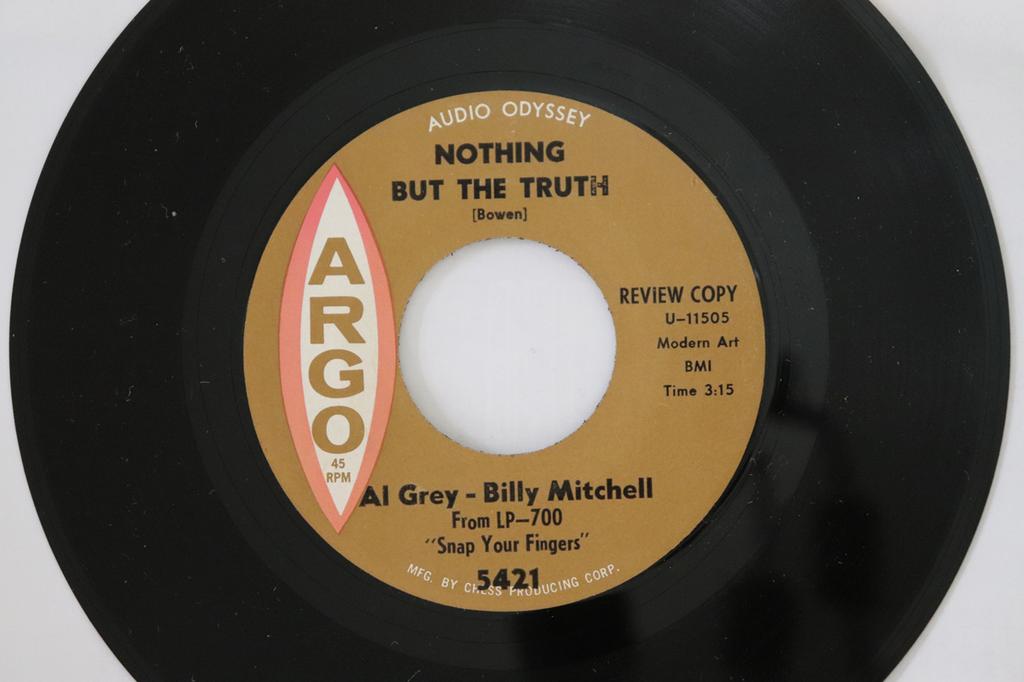 AUDIO ODYSSEY
NOTHING
BUT THE TRUTH
[Bowen]
ARGO
45
RPM
REViEW COPY
U-11505
Modern Art
BMI
Time 3:15
Al Grey - Billy Mitchell
From LP-700
"Snap Your Fingers"
5421
MFG. BY CHESS PRODUCING CORP.